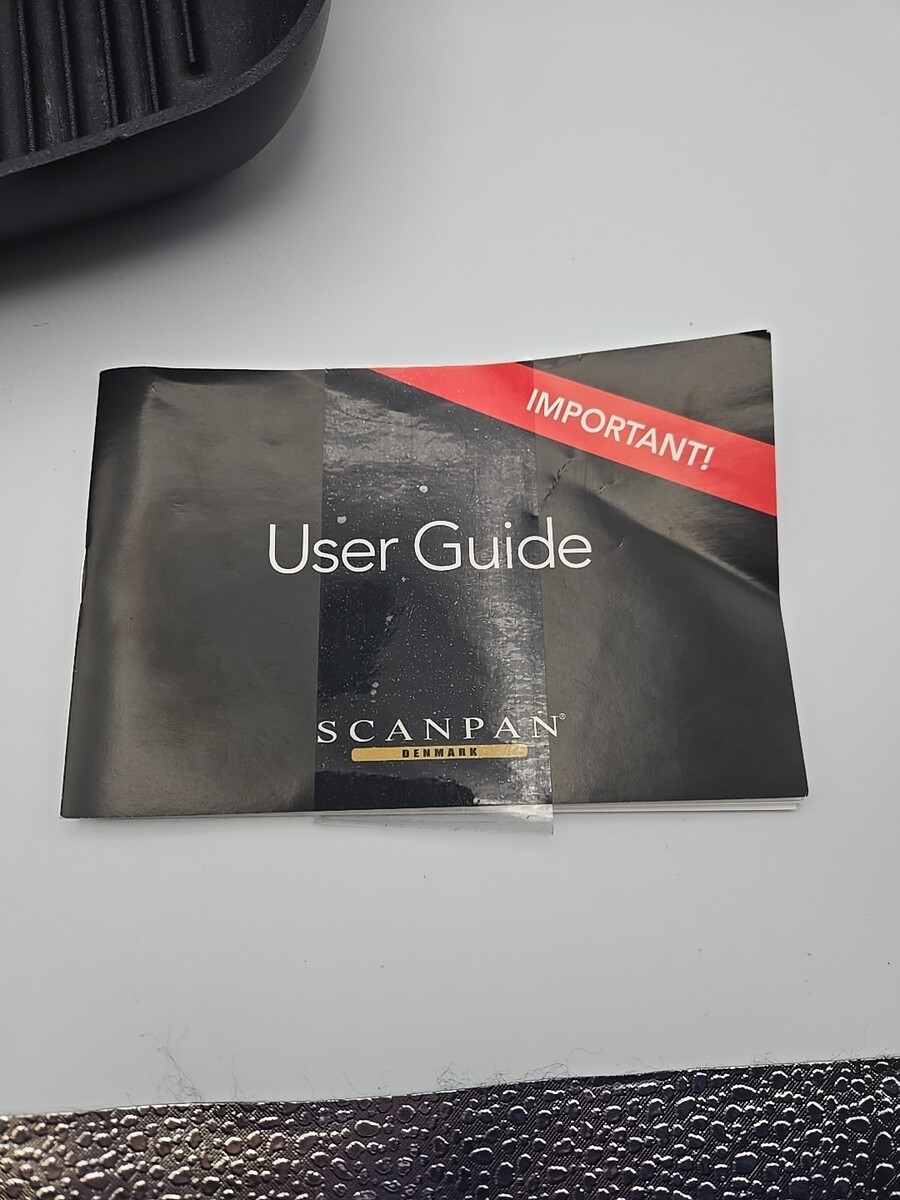 IMPORTANT!
User Guide
SCANPAN®
DENMARK